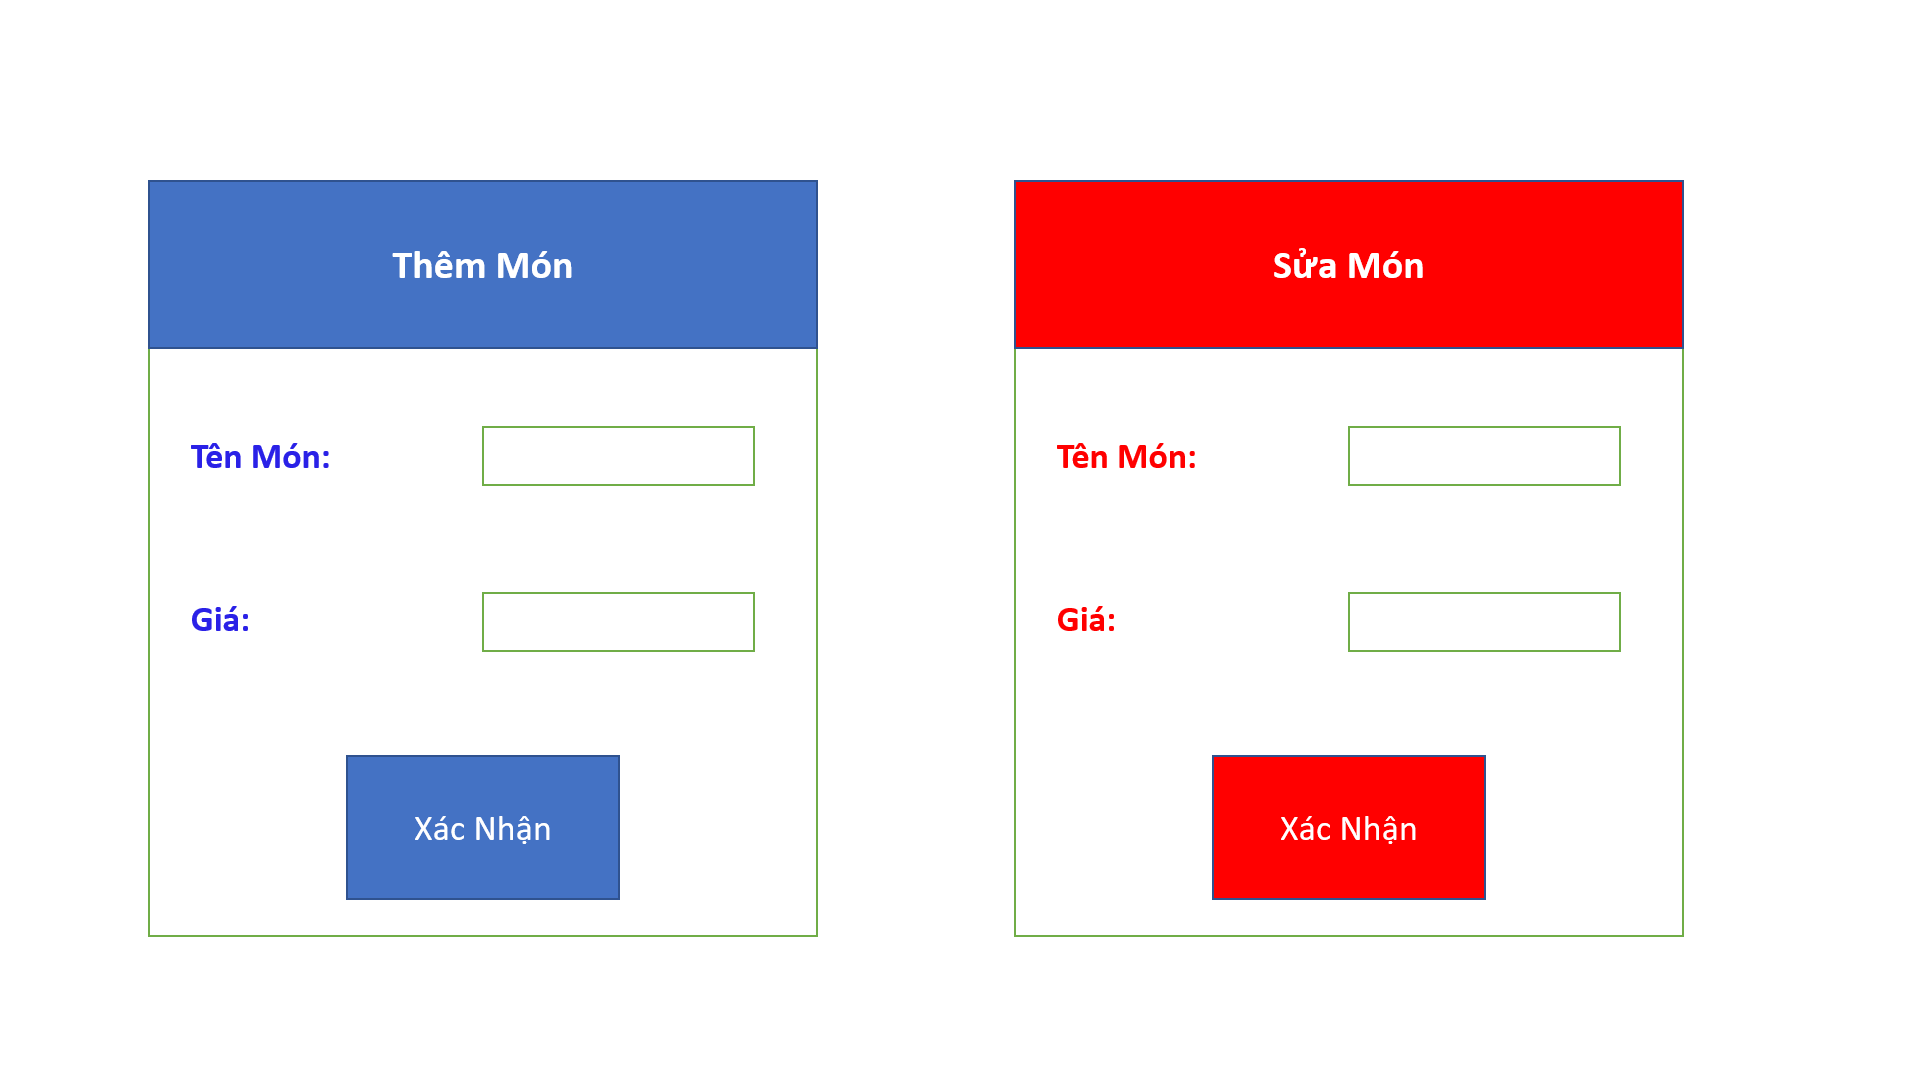 Thêm Món
Tên Món:
Giá:
Xác Nhận
Sửa Món
Tên Món:
Giá:
Xác Nhận